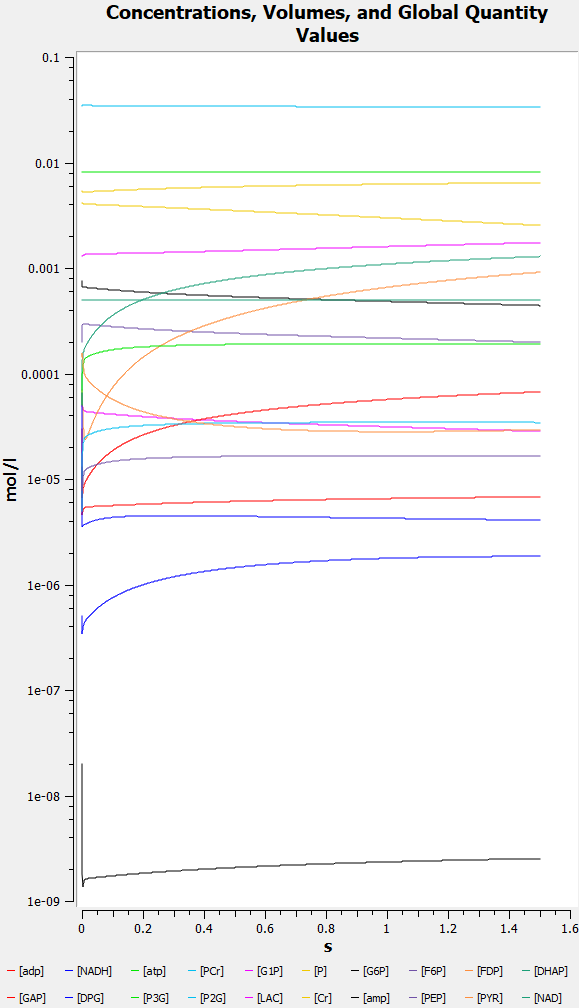 Concentrations, Volumes, and Global Quantity
Values
0.1
0.01
0.001
0.0001
1e-05
1e-06
1e-07
1e-08
1e-09
mol/l
0 0.2 0.4 0.6 0.8 1 1.2 1.4 1.6
s
[adp] [NADH] [atp] [PCr] [G1P] [P] [G6P] [F6P] [FDP] [DHAP]
[GAP] [DPG] [P3G] [P2G] [LAC] [Cr] [amp] [PEP] [PYR] [NAD]